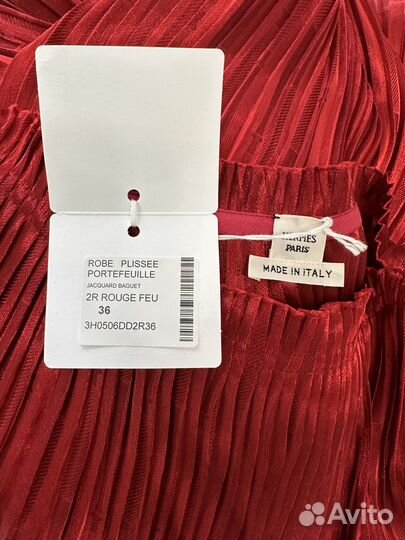 ROBE PLISSEE
PORTEFEUILLE
JACQUARD BAGUET
2R ROUGE FEU
36
3H0506DD2R36
HERMES
PARIS
MADE IN ITALY
Avito